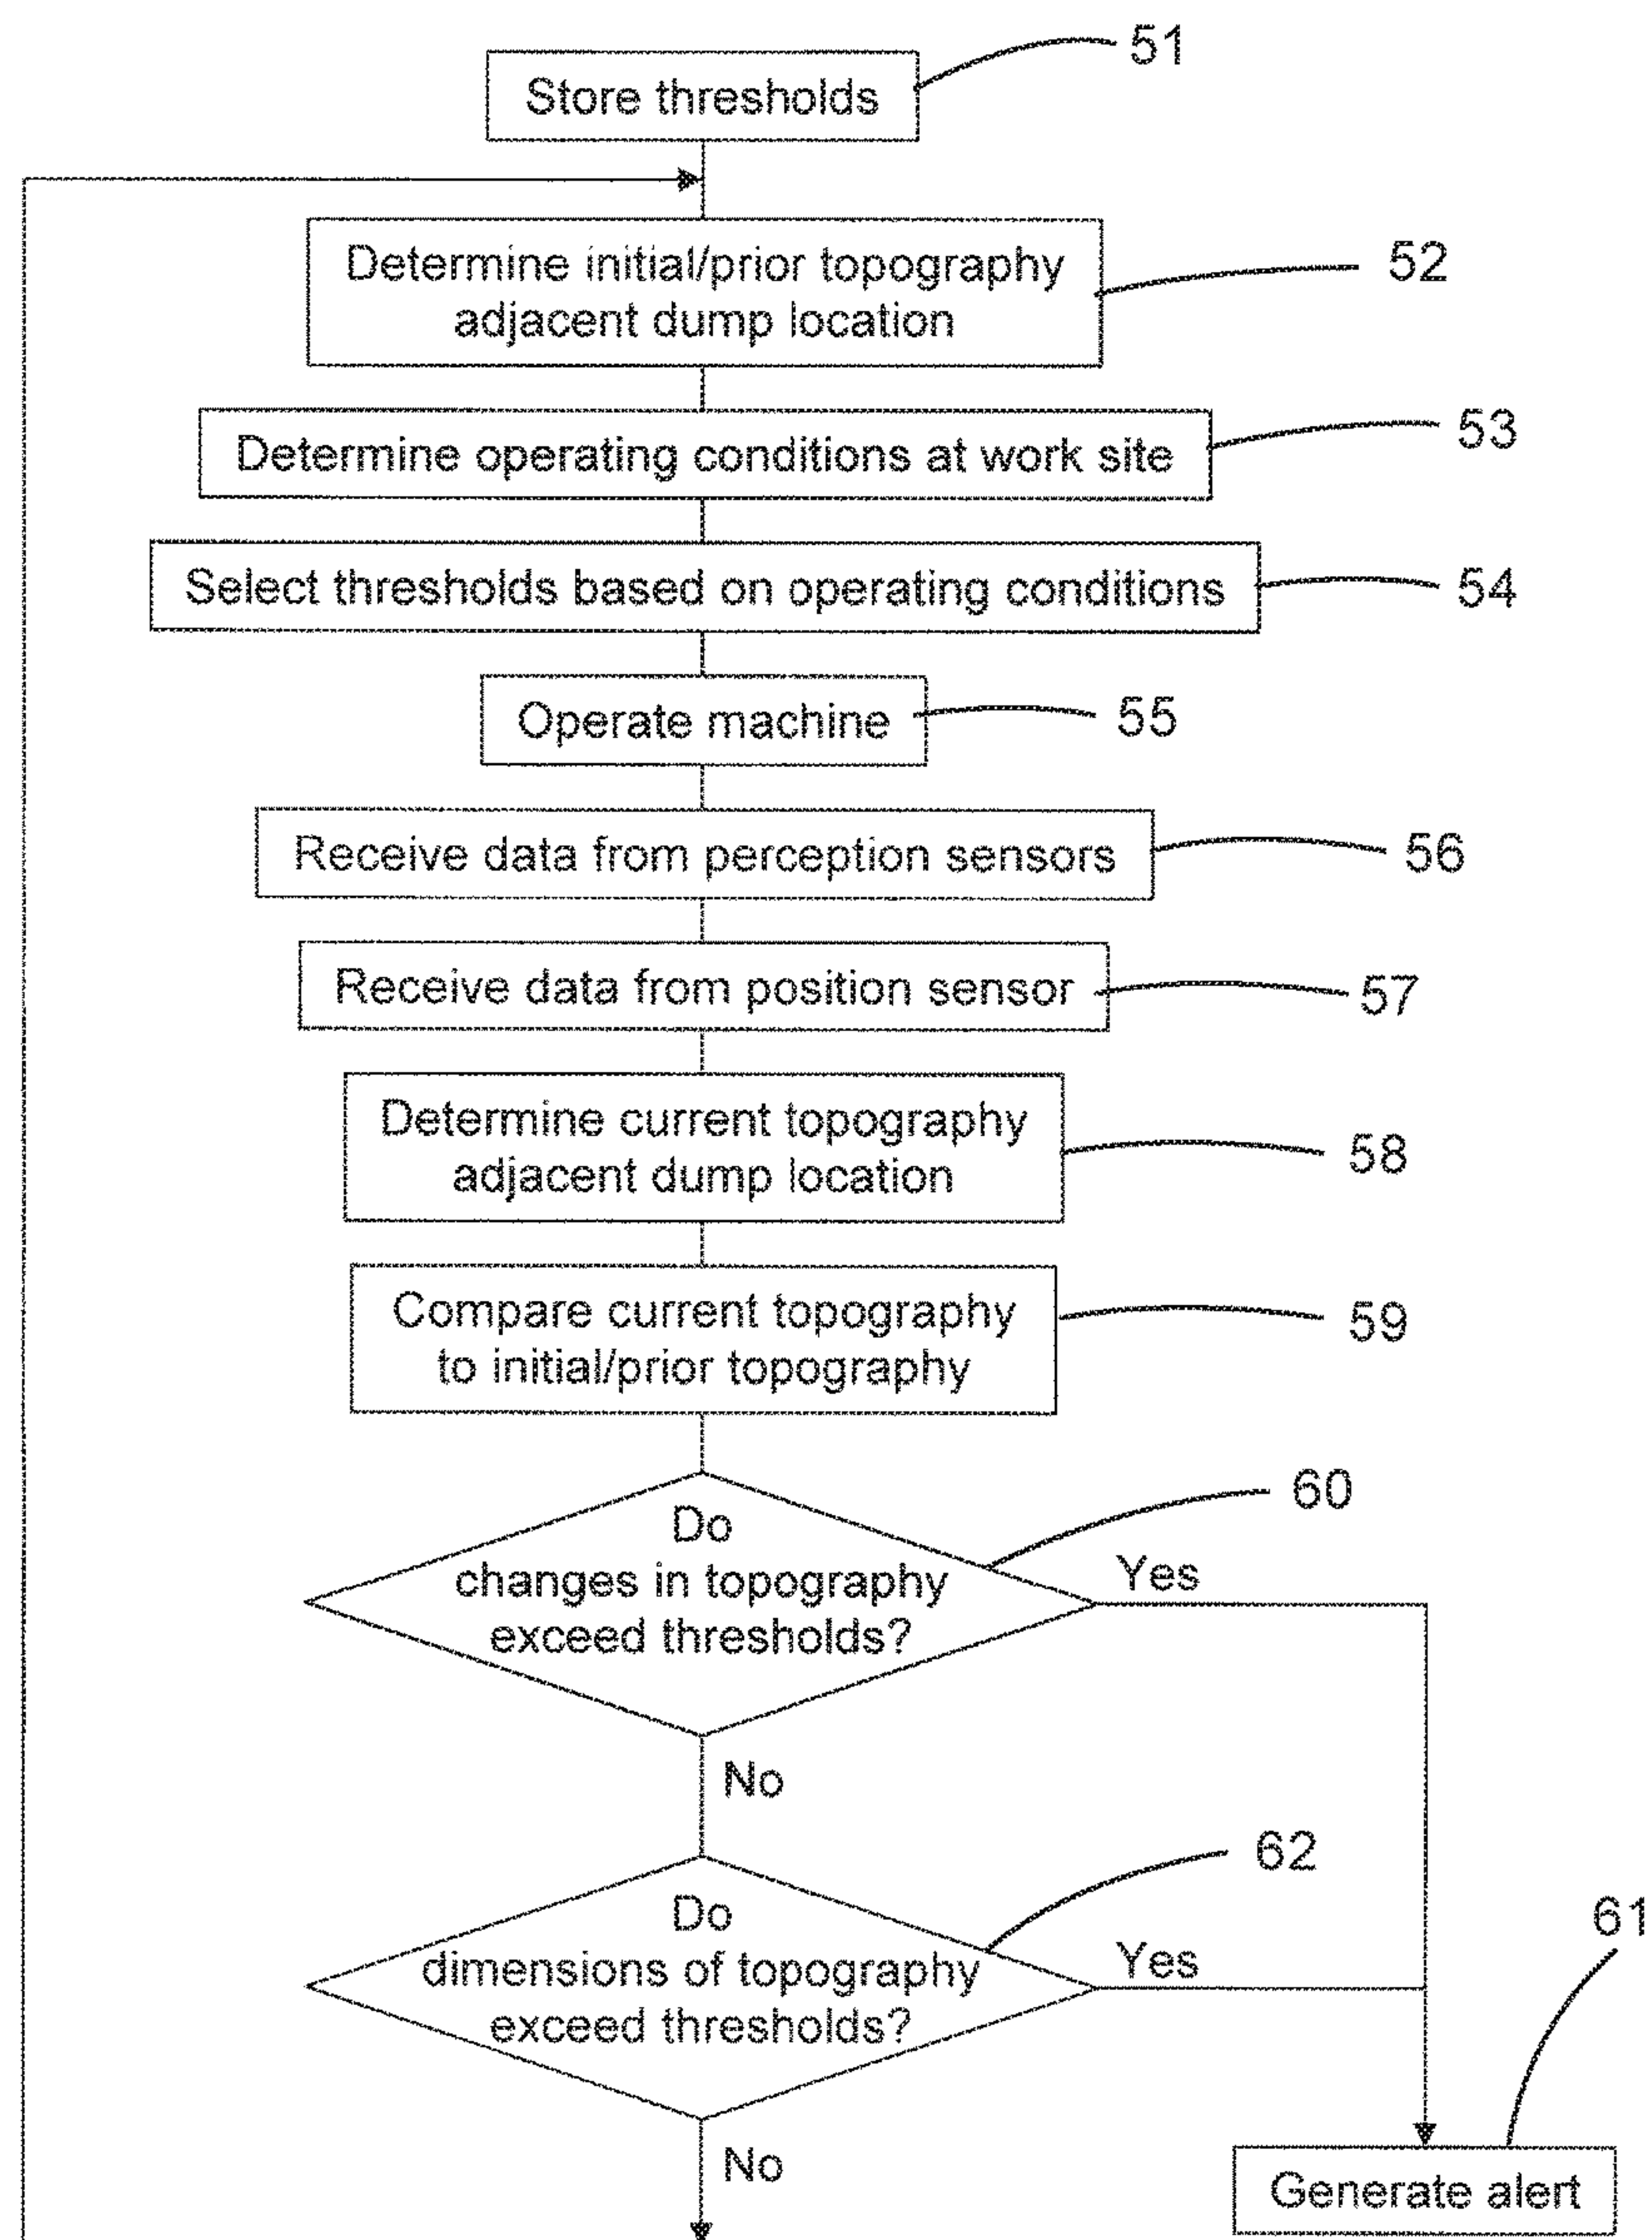 Store thresholds
51
Determine initial/prior topography
adjacent dump location
52
Determine operating conditions at work site
53
Select thresholds based on operating conditions
54
Operate machine
55
Receive data from perception sensors
56
Receive data from position sensor
57
Determine current topography
adjacent dump location
58
Compare current topography
to initial/prior topography
59
Do
changes in topography
exceed thresholds?
60
Yes
No
Do
dimensions of topography
exceed thresholds?
62
Yes
61
No
Generate alert